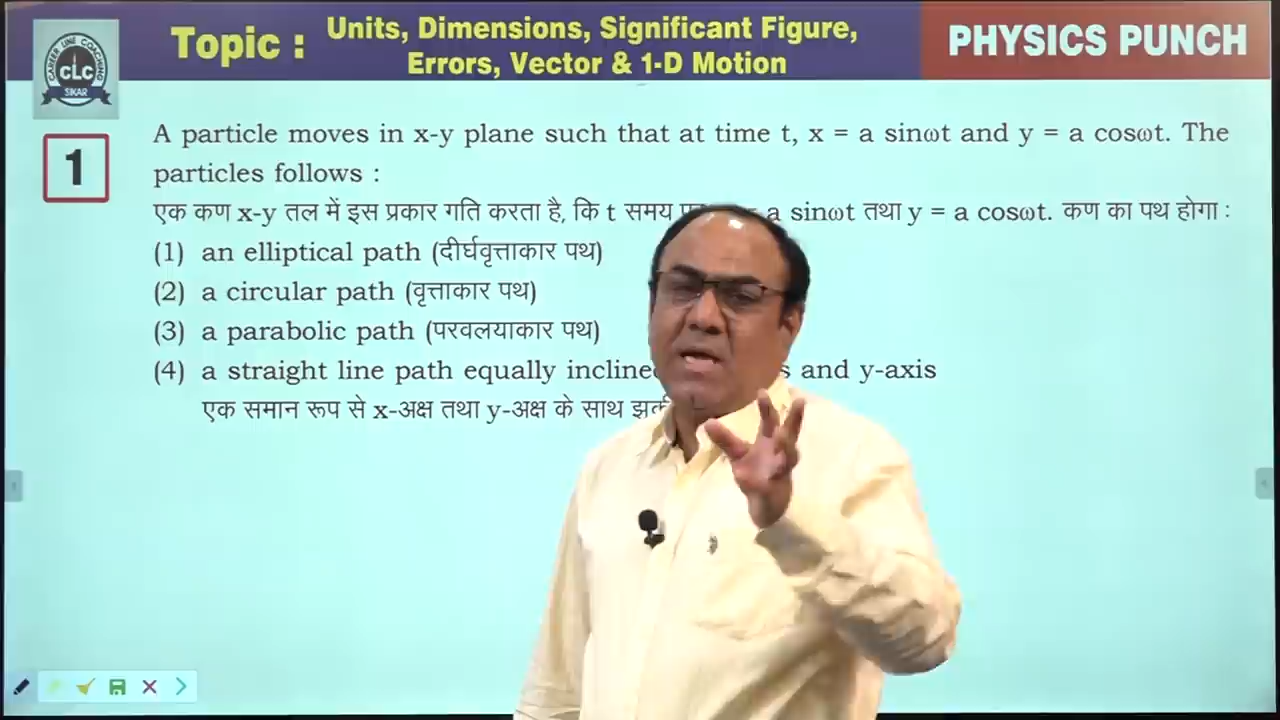 Topic :
Units, Dimensions, Significant Figure,
Errors, Vector & 1-D Motion
PHYSICS PUNCH
CAREER LINE COACHING
CLC
SIKAR
1
A particle moves in x-y plane such that at time t, x = a sinωt and y = a cosωt. The
particles follows :
एक कण x-y तल में इस प्रकार गति करता है, कि t समय a sinωt तथा y = a cosωt. कण का पथ होगा :
(1) an elliptical path (दीर्घवृत्ताकार पथ)
(2) a circular path (वृत्ताकार पथ)
(3) a parabolic path (परवलयाकार पथ)
(4) a straight line path equally and y-axis
एक समान रूप से x-अक्ष तथा y-अक्ष के साथ